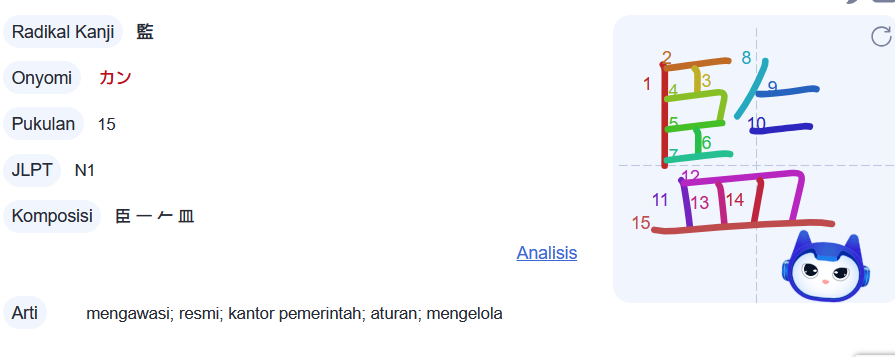 Radikal Kanji 監
Onyomi カン
Pukulan 15
JLPT N1
Komposisi 臣 一 𠂉 皿
Analisis
Arti mengawasi; resmi; kantor pemerintah; aturan; mengelola
1
2
3
4
5
6
7
8
9
10
11
12
13
14
15